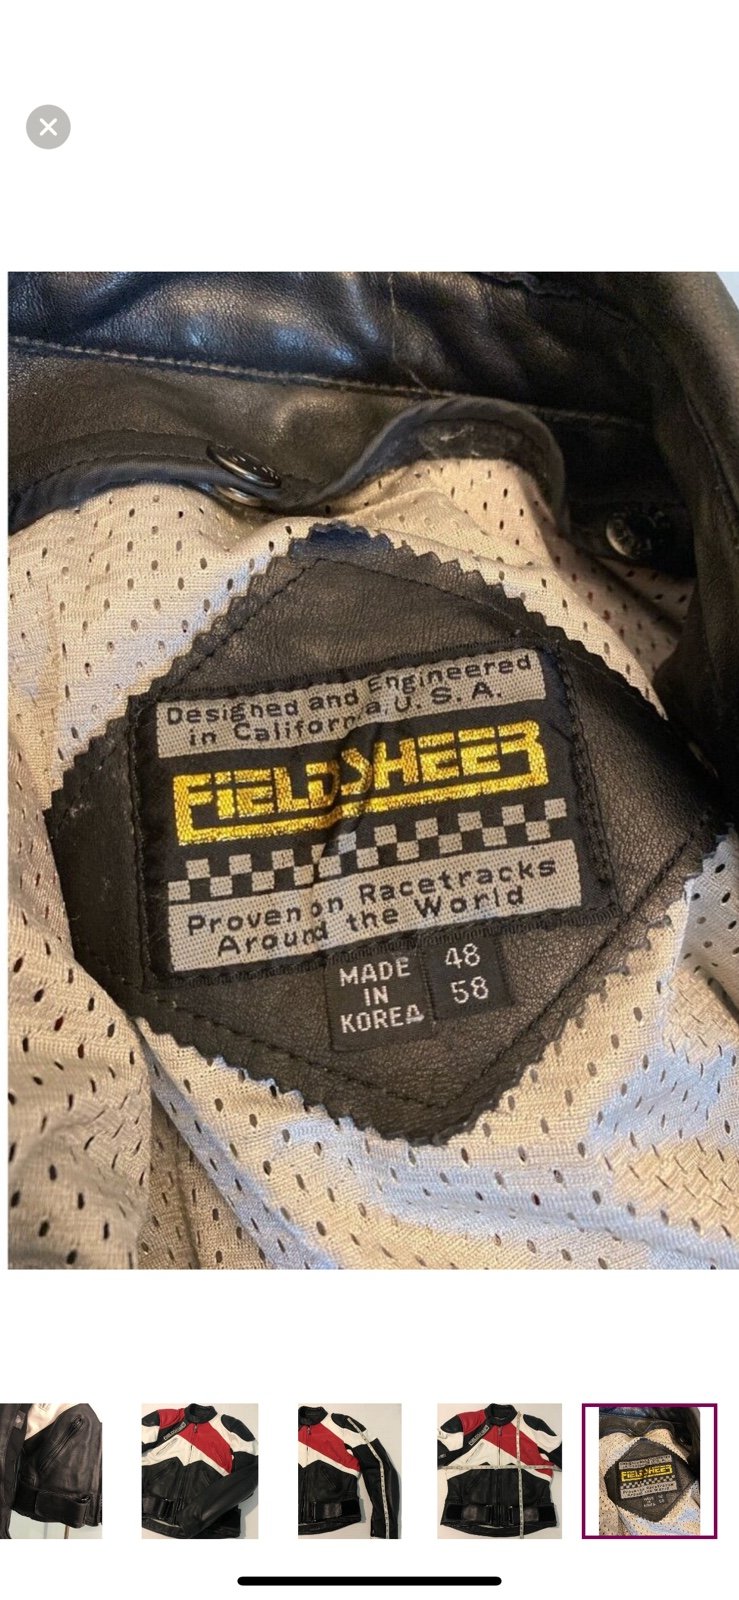 Designed and Engineered
in California, U.S.A.
FIELDSHEER
Proven on Racetracks
Around the World
MADE
IN
KOREA
48
58